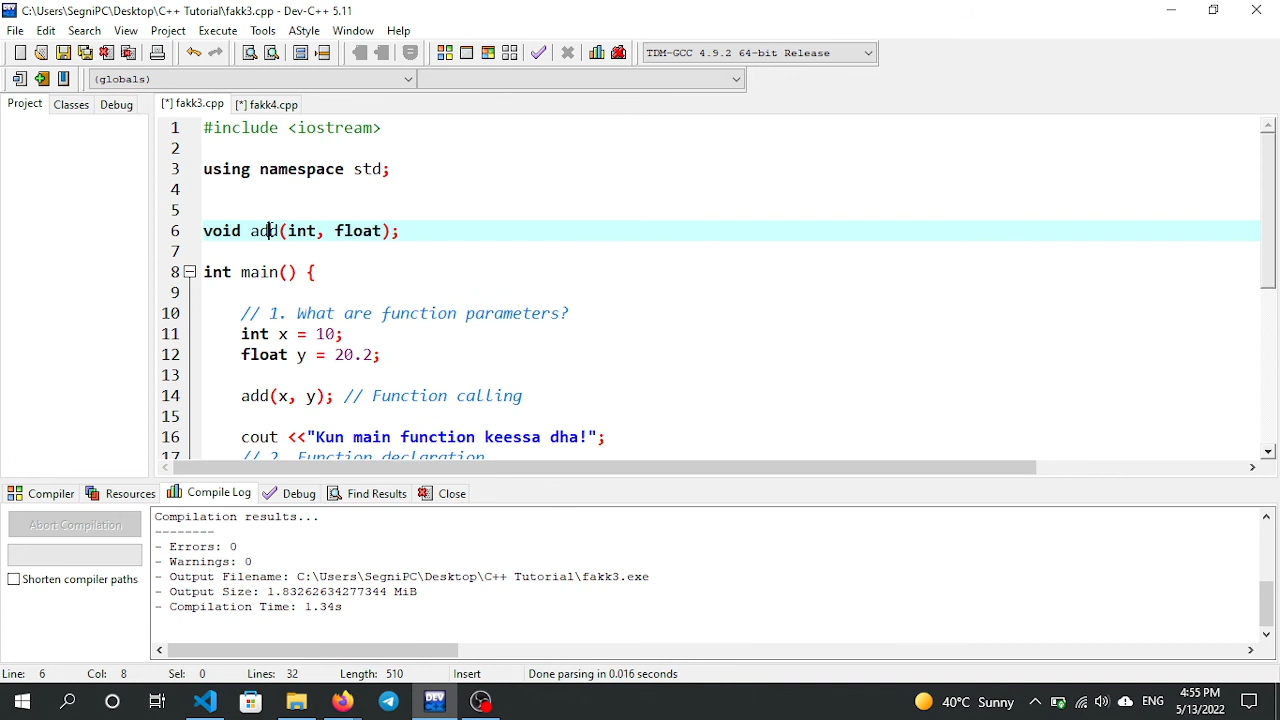 C:\Users\SegniPC\Desktop\C++ Tutorial\fakk3.cpp - Dev-C++ 5.11
File Edit Search View Project Execute Tools AStyle Window Help
TDM-GCC 4.9.2 64-bit Release
(globals)
Project Classes Debug [*] fakk3.cpp [*] fakk4.cpp
1 #include <iostream>
2
3 using namespace std;
4
5
6 void add(int, float);
7
8 int main() {
9
10 // 1. What are function parameters?
11 int x = 10;
12 float y = 20.2;
13
14 add(x, y); // Function calling
15
16 cout <<"Kun main function keessa dha!";
17 // 2. Function declaration
Compiler Resources Compile Log Debug Find Results Close
Abort Compilation
Shorten compiler paths
Compilation results...
--------
- Errors: 0
- Warnings: 0
- Output Filename: C:\Users\SegniPC\Desktop\C++ Tutorial\fakk3.exe
- Output Size: 1.83262634277344 MiB
- Compilation Time: 1.34s
Line: 6 Col: 8 Sel: 0 Lines: 32 Length: 510 Insert Done parsing in 0.016 seconds
DEV 40°C Sunny ENG 4:55 PM
5/13/2022